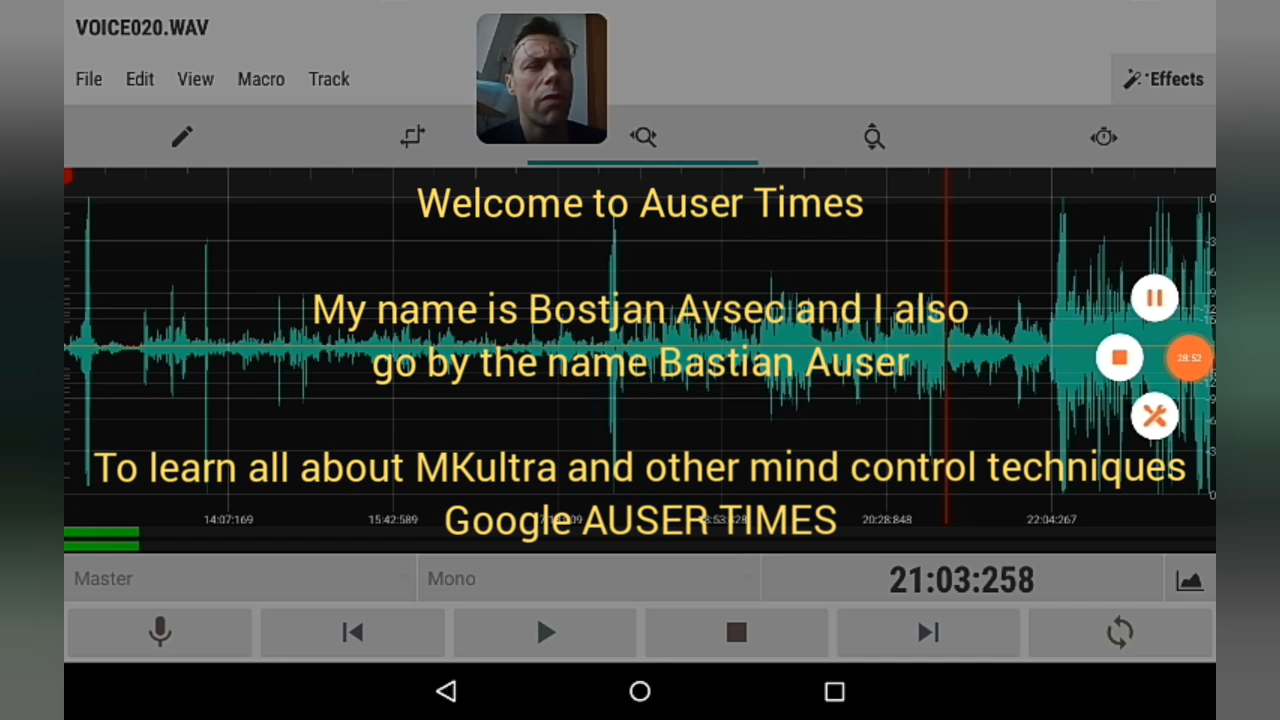 VOICE020.WAV
File Edit View Macro Track Effects
Welcome to Auser Times
My name is Bostjan Avsec and I also
go by the name Bastian Auser
28:52
To learn all about MKultra and other mind control techniques
Google AUSER TIMES
14:07:169 15:42:589 20:28:848 22:04:267
Master Mono 21:03:258